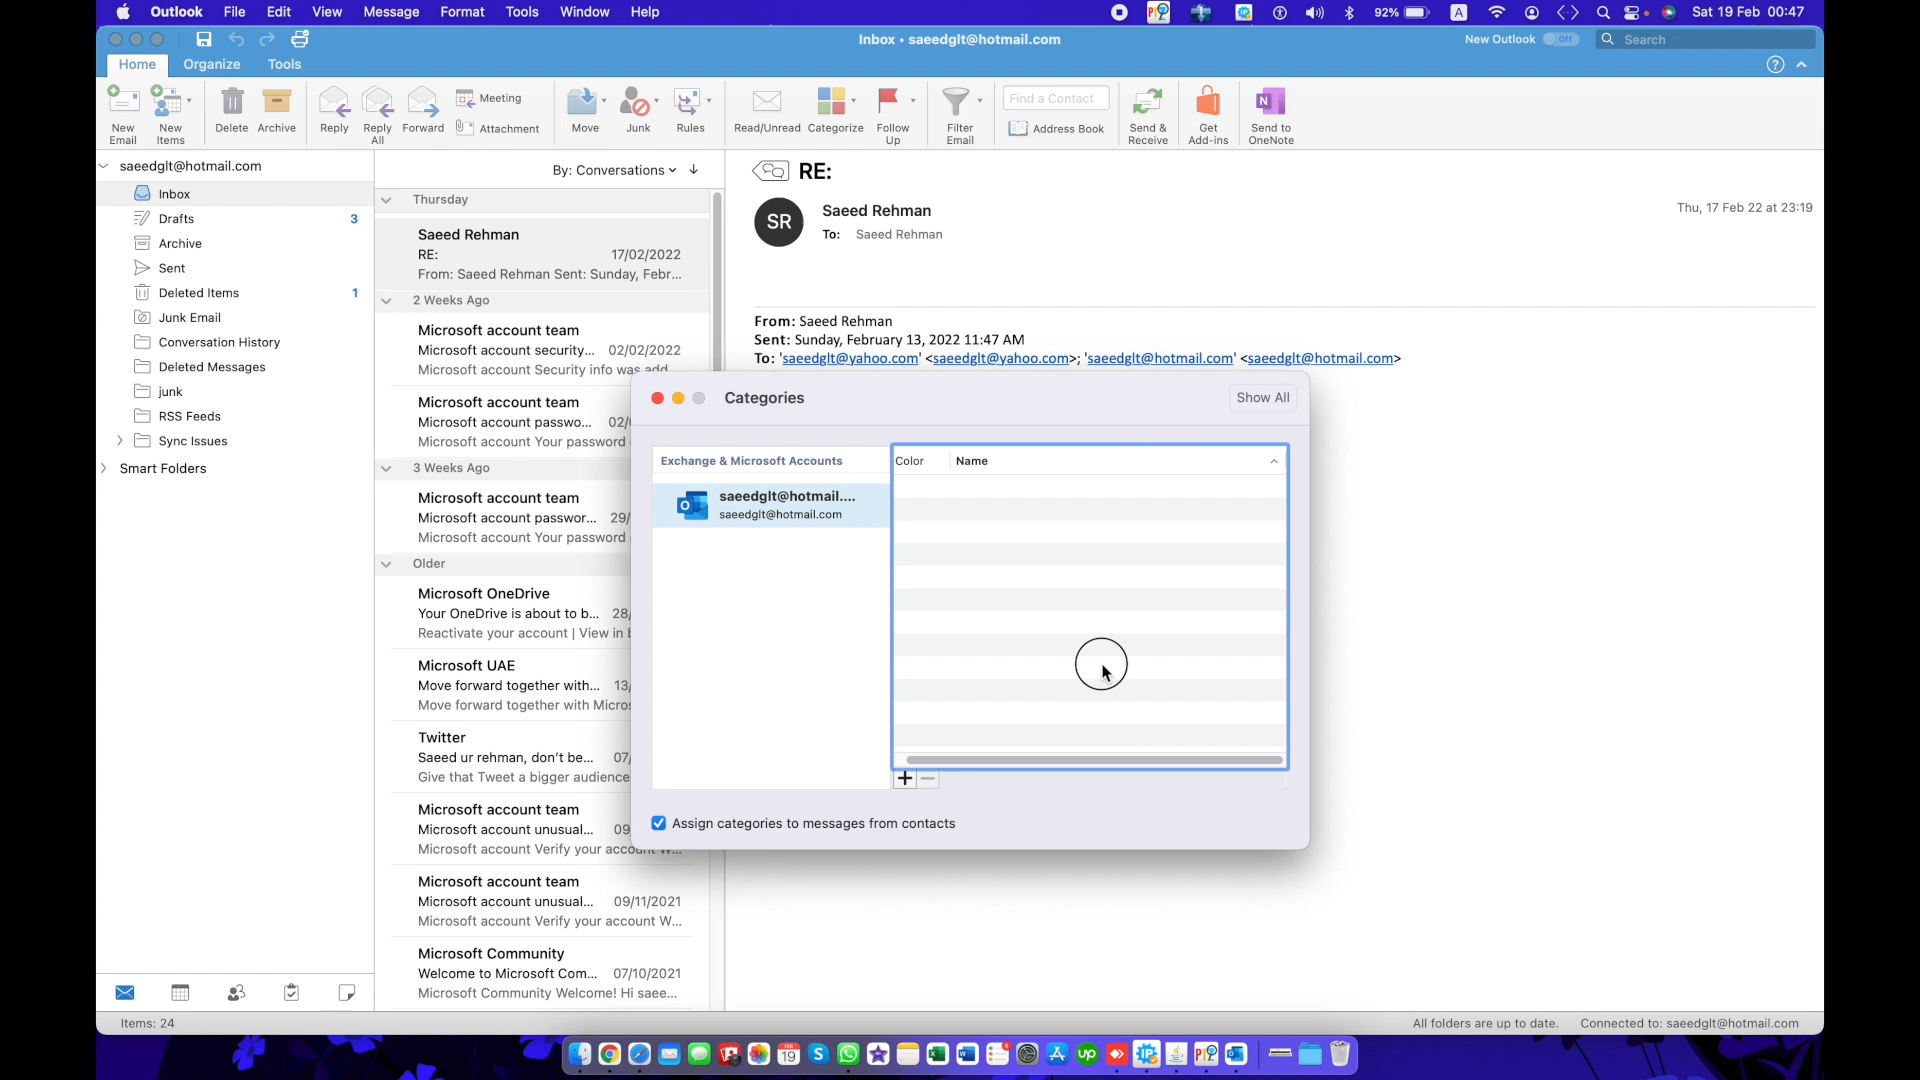 Outlook File Edit View Message Format Tools Window Help
92% A Sat 19 Feb 00:47
Inbox • saeedglt@hotmail.com
New Outlook Off Search
Home Organize Tools
New Email
New Items
Delete
Archive
Reply
Reply All
Forward
Meeting
Attachment
Move
Junk
Rules
Read/Unread
Categorize
Follow Up
Filter Email
Find a Contact
Address Book
Send & Receive
Get Add-ins
Send to OneNote
saeedglt@hotmail.com
Inbox
Drafts 3
Archive
Sent
Deleted Items 1
Junk Email
Conversation History
Deleted Messages
junk
RSS Feeds
Sync Issues
Smart Folders
Items: 24
By: Conversations
Thursday
Saeed Rehman
RE: 17/02/2022
From: Saeed Rehman Sent: Sunday, Febr...
2 Weeks Ago
Microsoft account team
Microsoft account security... 02/02/2022
Microsoft account Security info was add
Microsoft account team
Microsoft account passwo... 02/
Microsoft account Your password
3 Weeks Ago
Microsoft account team
Microsoft account passwor... 29/
Microsoft account Your password
Older
Microsoft OneDrive
Your OneDrive is about to b... 28/
Reactivate your account | View in
Microsoft UAE
Move forward together with... 13/
Move forward together with Micros
Twitter
Saeed ur rehman, don't be... 07/
Give that Tweet a bigger audience
Microsoft account team
Microsoft account unusual... 09
Microsoft account Verify your account W...
Microsoft account team
Microsoft account unusual... 09/11/2021
Microsoft account Verify your account W...
Microsoft Community
Welcome to Microsoft Com... 07/10/2021
Microsoft Community Welcome! Hi saee...
RE:
SR
Saeed Rehman
To: Saeed Rehman
Thu, 17 Feb 22 at 23:19
From: Saeed Rehman
Sent: Sunday, February 13, 2022 11:47 AM
To: 'saeedglt@yahoo.com' <saeedglt@yahoo.com>; 'saeedglt@hotmail.com' <saeedglt@hotmail.com>
Categories
Show All
Exchange & Microsoft Accounts
saeedglt@hotmail....
saeedglt@hotmail.com
Color Name
Assign categories to messages from contacts
All folders are up to date. Connected to: saeedglt@hotmail.com